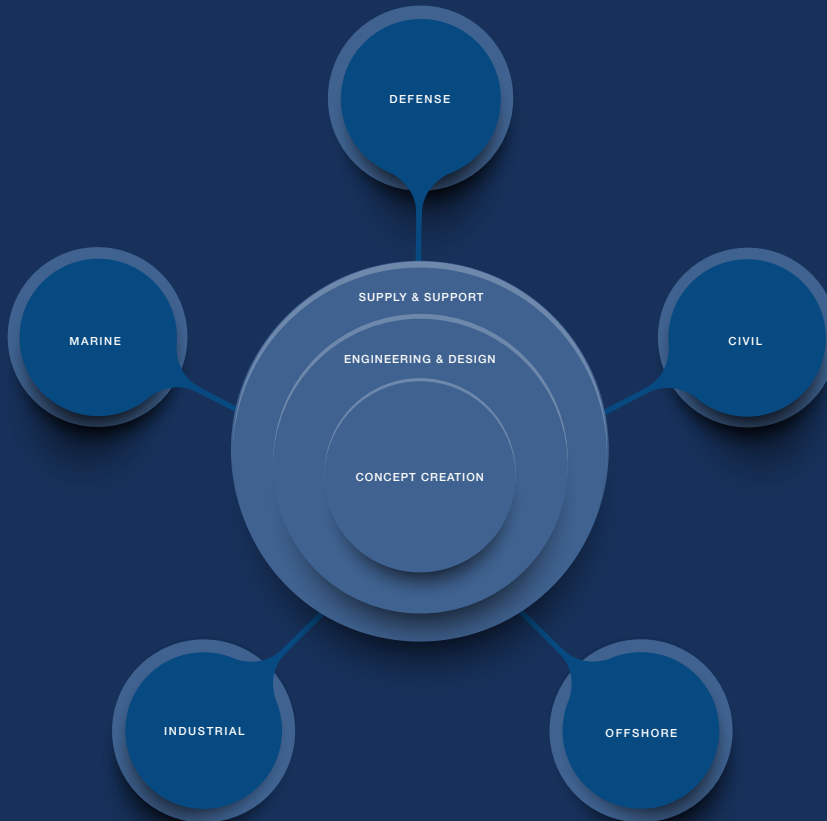 DEFENSE
SUPPLY & SUPPORT
MARINE
CIVIL
ENGINEERING & DESIGN
CONCEPT CREATION
INDUSTRIAL
OFFSHORE